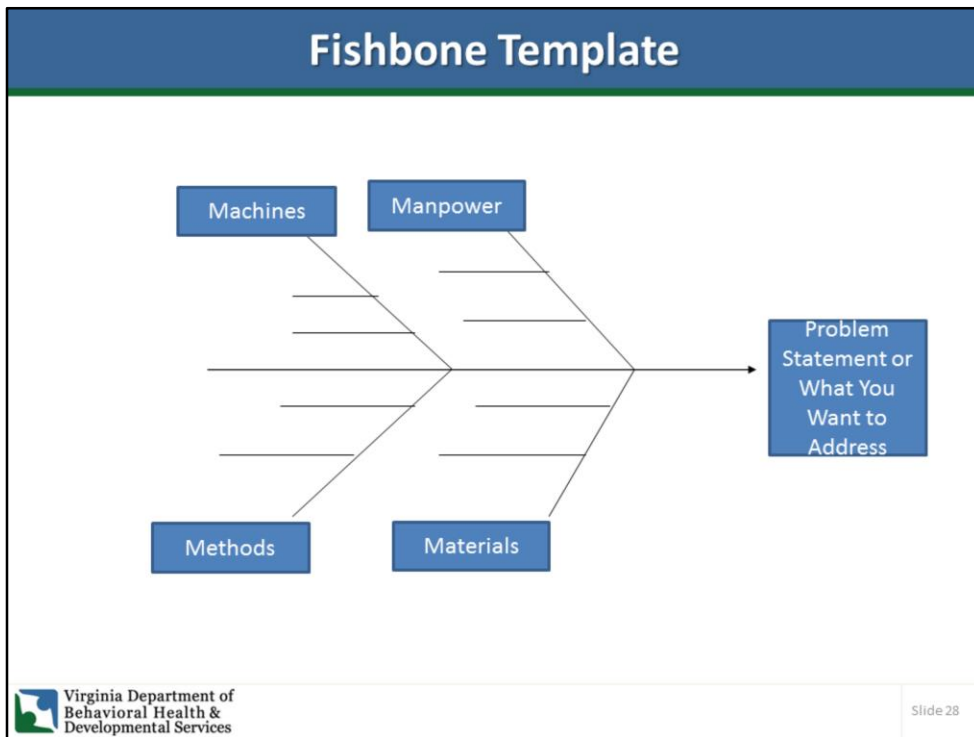 Fishbone Template
Machines
Manpower
Problem
Statement or
What You
Want to
Address
Methods
Materials
Virginia Department of
Behavioral Health &
Developmental Services
Slide 28